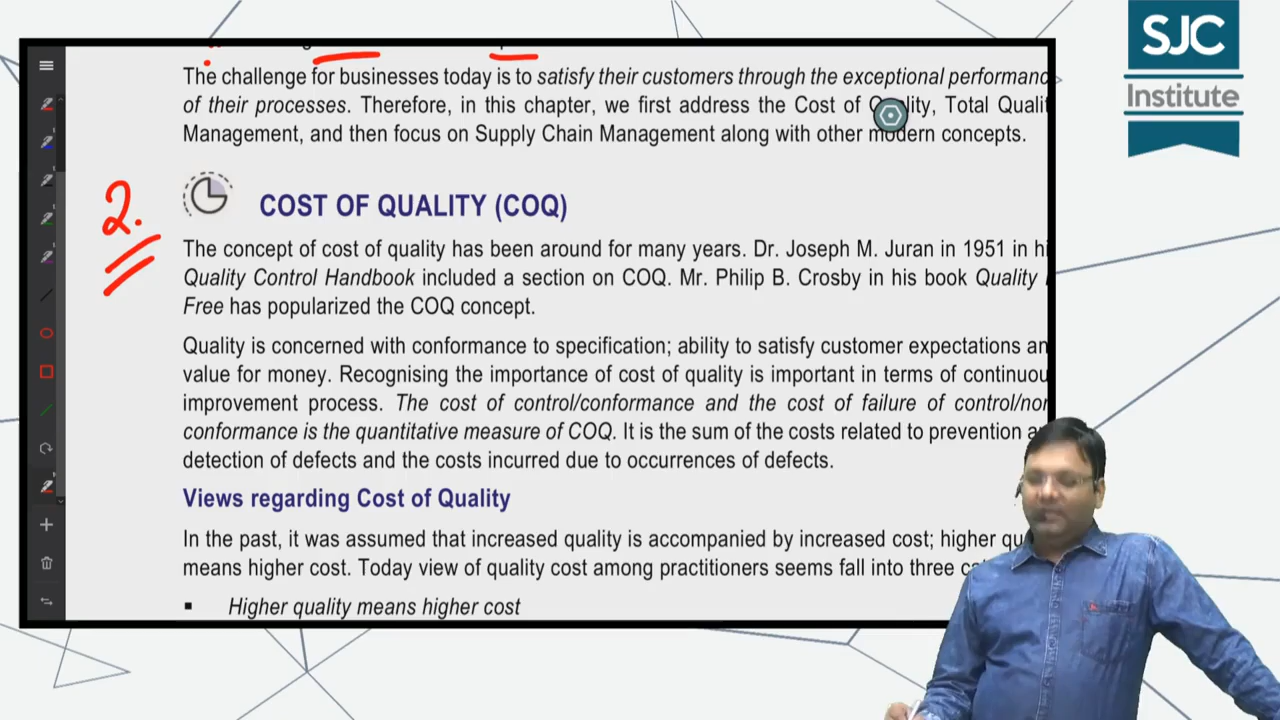 The challenge for businesses today is to satisfy their customers through the exceptional performanc
of their processes. Therefore, in this chapter, we first address the Cost of Quality, Total Quali
Management, and then focus on Supply Chain Management along with other modern concepts.
2.
COST OF QUALITY (COQ)
The concept of cost of quality has been around for many years. Dr. Joseph M. Juran in 1951 in hi
Quality Control Handbook included a section on COQ. Mr. Philip B. Crosby in his book Quality
Free has popularized the COQ concept.
Quality is concerned with conformance to specification; ability to satisfy customer expectations an
value for money. Recognising the importance of cost of quality is important in terms of continuou
improvement process. The cost of control/conformance and the cost of failure of control/non
conformance is the quantitative measure of COQ. It is the sum of the costs related to prevention a
detection of defects and the costs incurred due to occurrences of defects.
Views regarding Cost of Quality
In the past, it was assumed that increased quality is accompanied by increased cost; higher qu
means higher cost. Today view of quality cost among practitioners seems fall into three ca
▪ Higher quality means higher cost
SJC
Institute